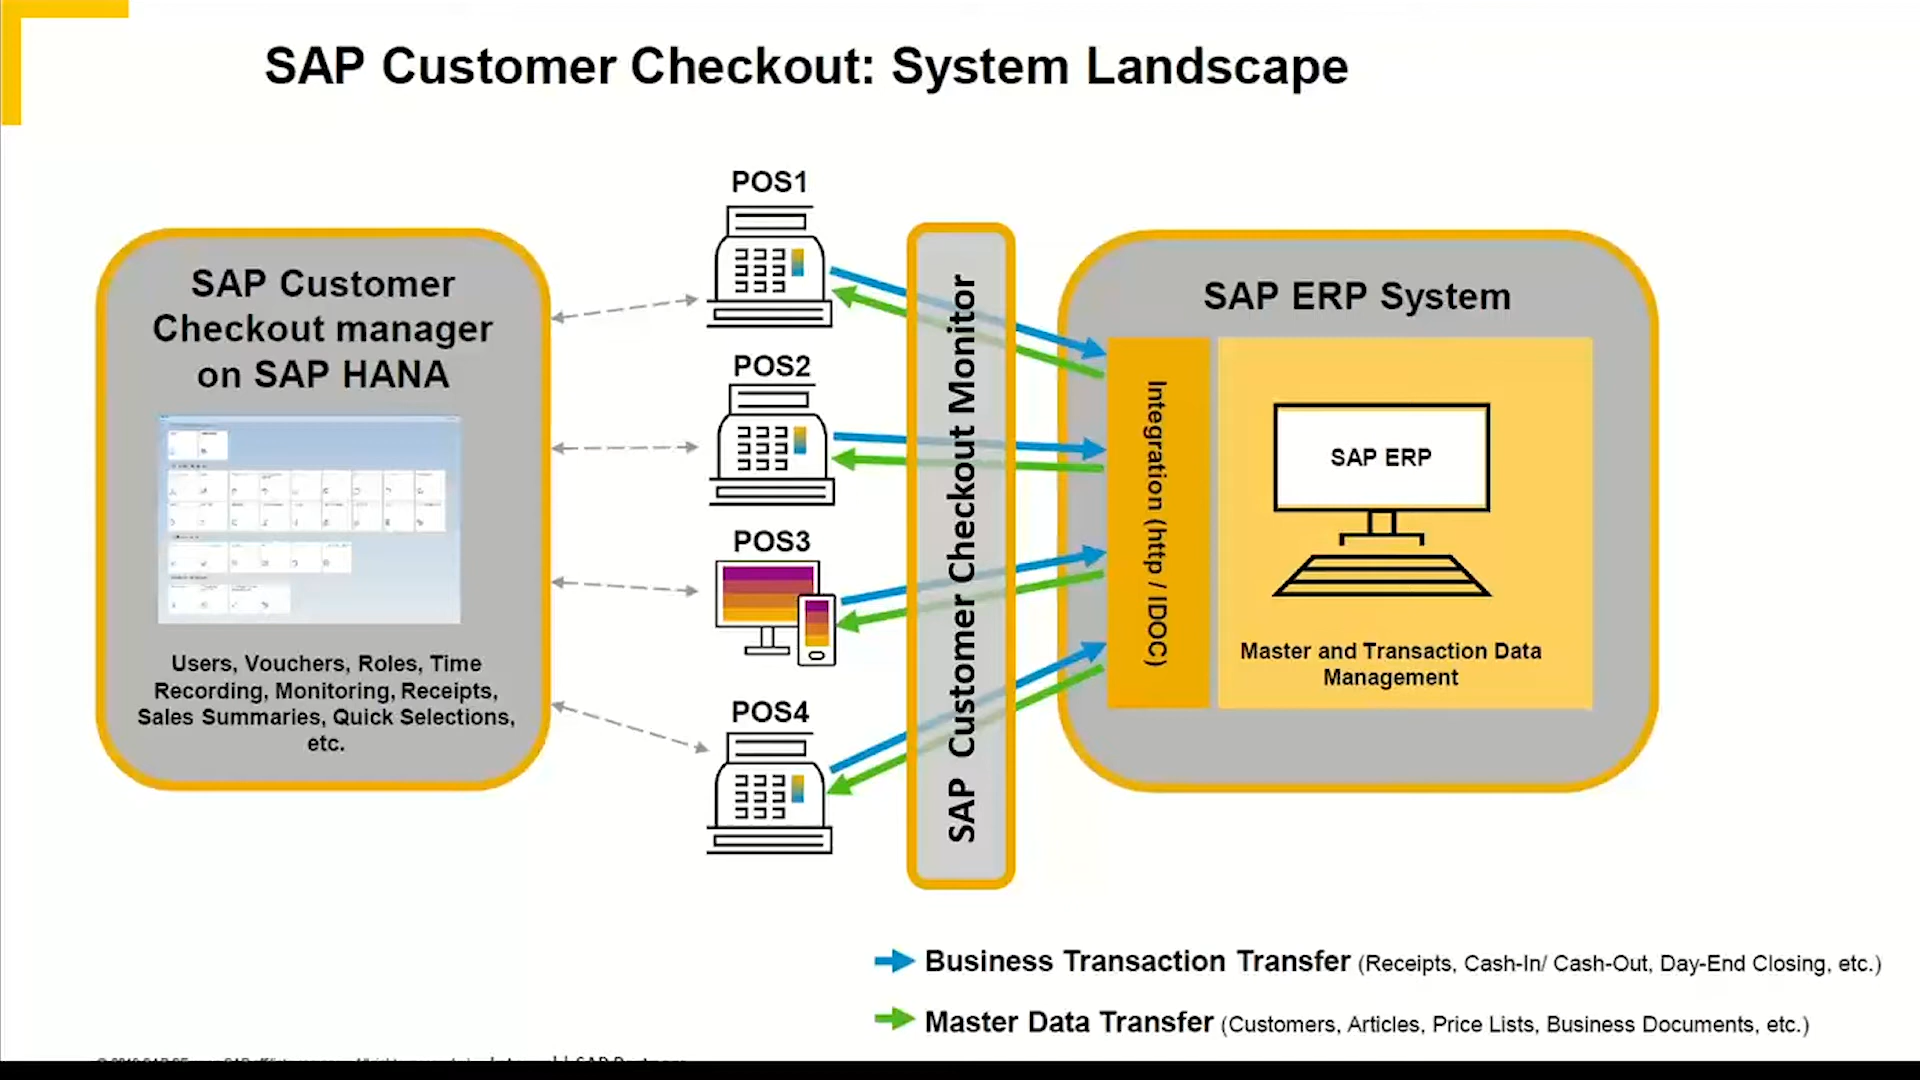 SAP Customer Checkout: System Landscape
SAP Customer
Checkout manager
on SAP HANA
Users, Vouchers, Roles, Time
Recording, Monitoring, Receipts,
Sales Summaries, Quick Selections,
etc.
POS1
POS2
POS3
POS4
SAP Customer Checkout Monitor
SAP ERP System
Integration (http / IDOC)
SAP ERP
Master and Transaction Data
Management
Business Transaction Transfer (Receipts, Cash-In/ Cash-Out, Day-End Closing, etc.)
Master Data Transfer (Customers, Articles, Price Lists, Business Documents, etc.)